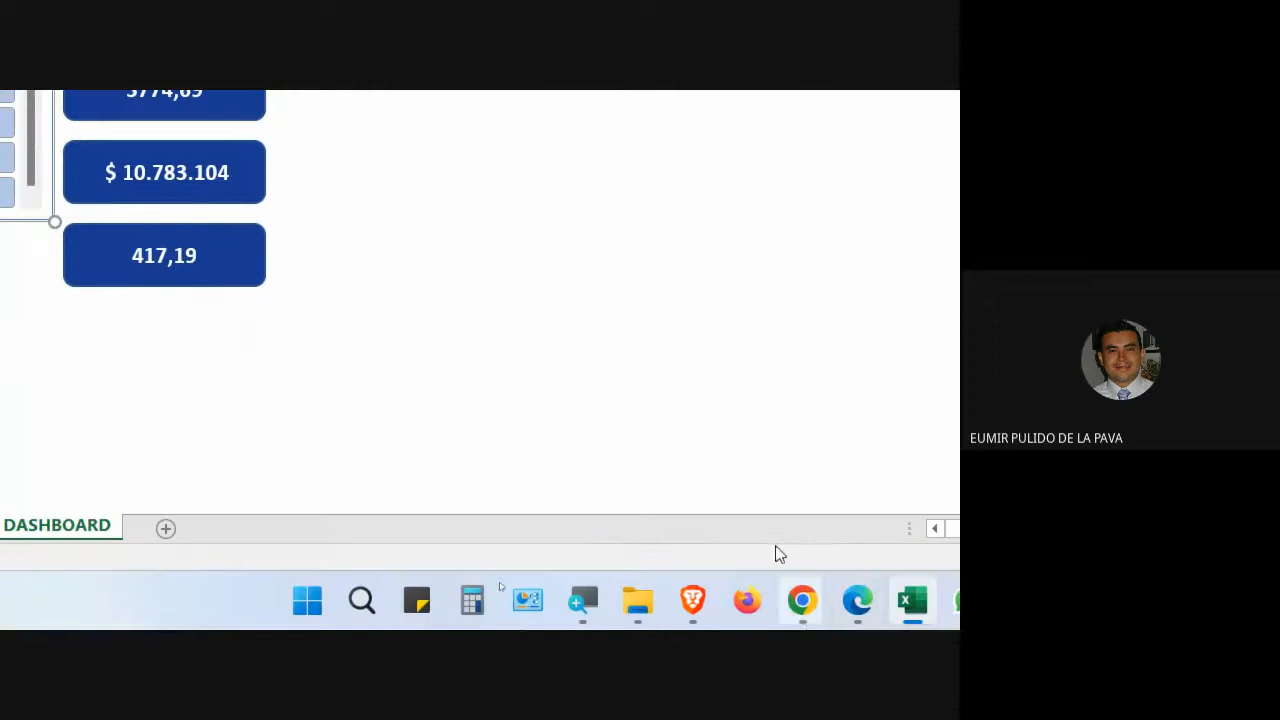 $ 10.783.104
417,19
EUMIR PULIDO DE LA PAVA
DASHBOARD